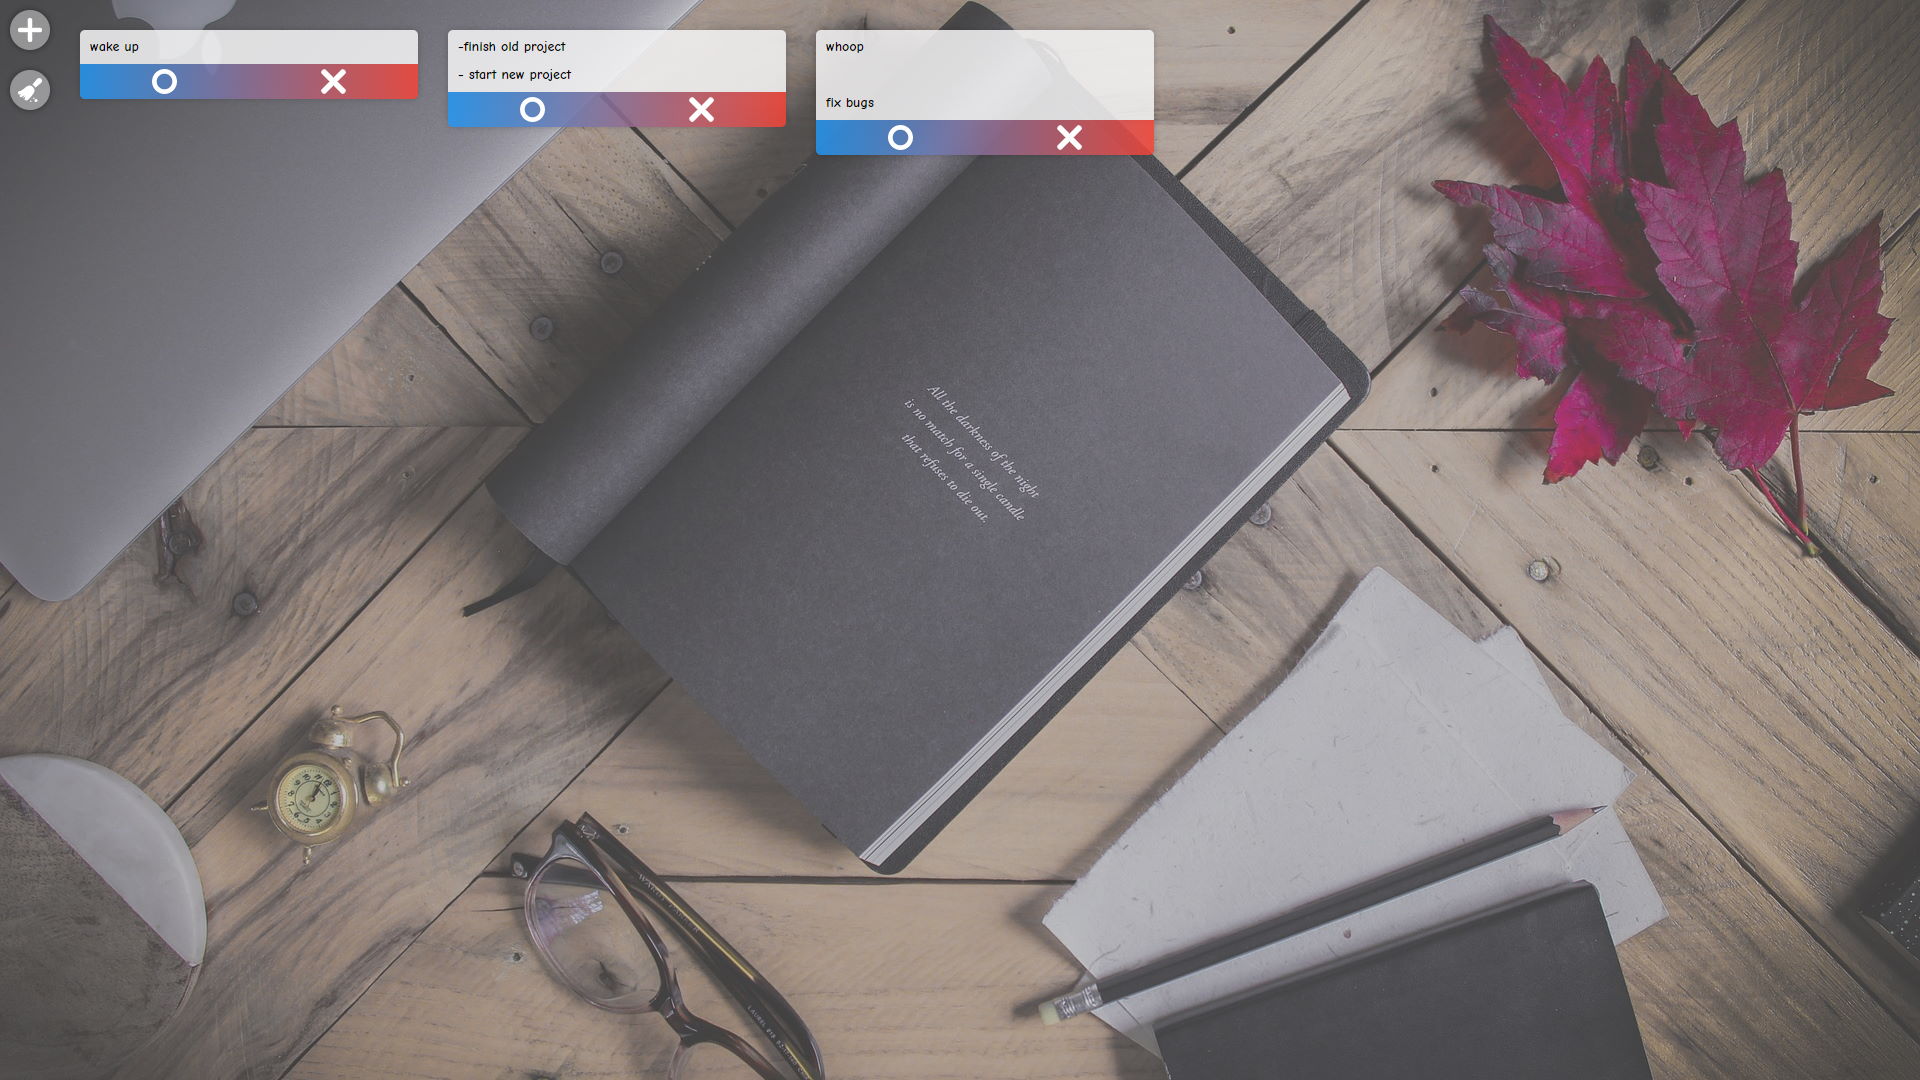 wake up
-finish old project
- start new project
whoop
fix bugs
All the darkness of the night
is no match for a single candle
that refuses to die out.